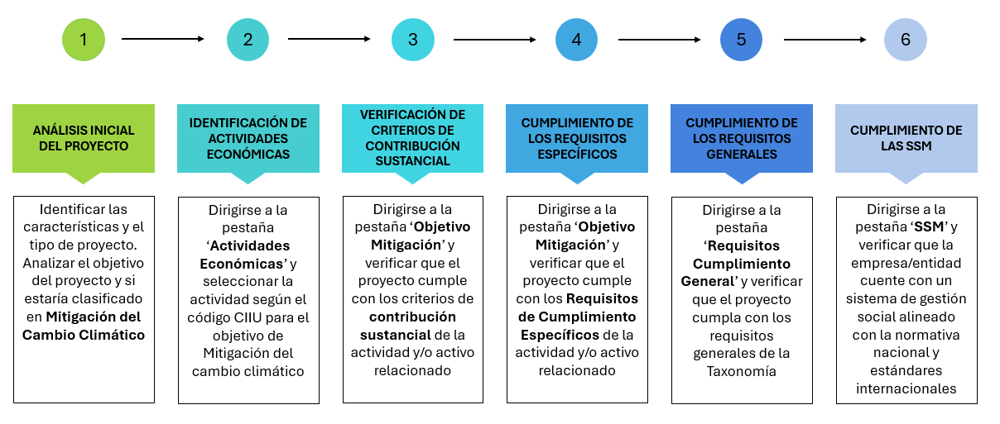 1
2
3
4
5
6
ANÁLISIS INICIAL
DEL PROYECTO
IDENTIFICACIÓN DE
ACTIVIDADES
ECONÓMICAS
VERIFICACIÓN DE
CRITERIOS DE
CONTRIBUCIÓN
SUSTANCIAL
CUMPLIMIENTO DE
LOS REQUISITOS
ESPECÍFICOS
CUMPLIMIENTO DE
LOS REQUISITOS
GENERALES
CUMPLIMIENTO DE
LAS SSM
Identificar las
características y el
tipo de proyecto.
Analizar el objetivo
del proyecto y si
estaría clasificado
en Mitigación del
Cambio Climático
Dirigirse a la
pestaña
‘Actividades
Económicas’ y
seleccionar la
actividad según el
código CIIU para el
objetivo de
Mitigación del
cambio climático
Dirigirse a la
pestaña ‘Objetivo
Mitigación’ y
verificar que el
proyecto cumple
con los criterios de
contribución
sustancial de la
actividad y/o activo
relacionado
Dirigirse a la
pestaña ‘Objetivo
Mitigación’ y
verificar que el
proyecto cumple
con los Requisitos
de Cumplimiento
Específicos de la
actividad y/o activo
relacionado
Dirigirse a la
pestaña
‘Requisitos
Cumplimiento
General’ y verificar
que el proyecto
cumpla con los
requisitos
generales de la
Taxonomía
Dirigirse a la
pestaña ‘SSM’ y
verificar que la
empresa/entidad
cuente con un
sistema de gestión
social alineado
con la normativa
nacional y
estándares
internacionales